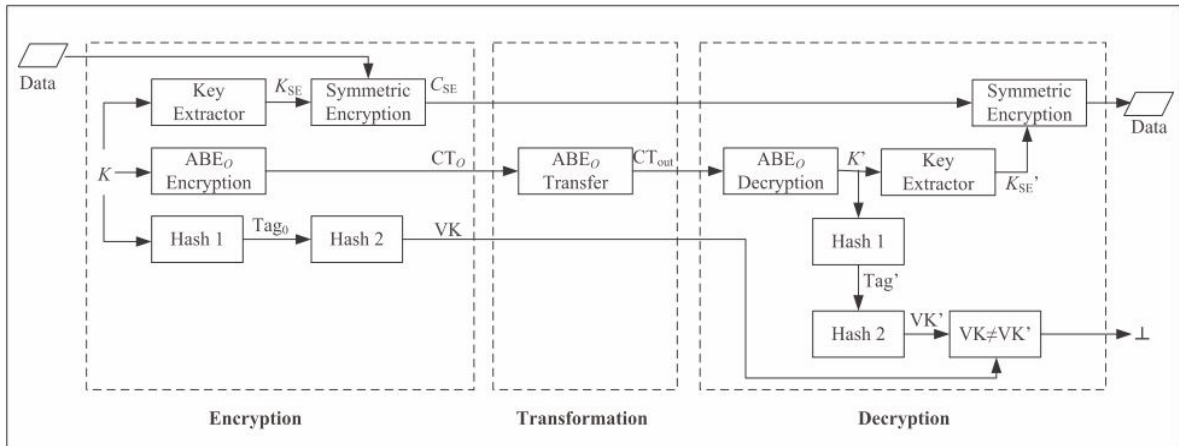 Data
Key
Extractor
K_SE
Symmetric
Encryption
C_SE
Symmetric
Encryption
Data
K
ABE_O
Encryption
CT_O
ABE_O
Transfer
CT_out
ABE_O
Decryption
K'
Key
Extractor
K_SE'
Hash 1
Tag_0
Hash 2
VK
Hash 1
Tag'
Hash 2
VK'
VK≠VK'
⊥
Encryption
Transformation
Decryption